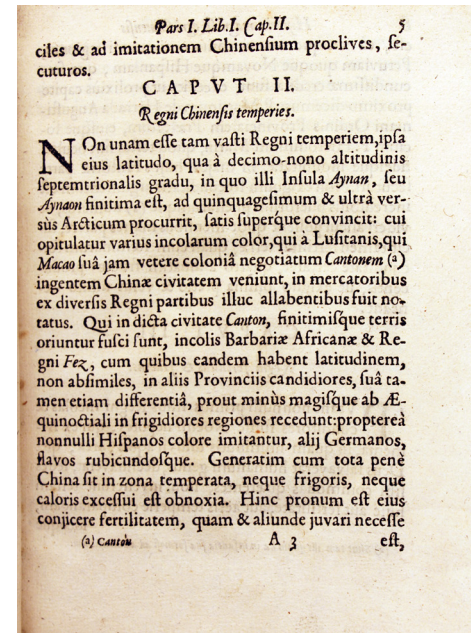 Pars I. Lib. I. Cap. II. 5
ciles & ad imitationem Chinensium proclives, se-
cuturos.
CAPVT II.
Regni Chinensis temperies.
NOn unam esse tam vasti Regni temperiem, ipsa
eius latitudo, quà à decimo-nono altitudinis
septemtrionalis gradu, in quo illi Insula Aynan, seu
Aynaon finitima est, ad quinquagesimum & ultrà ver-
sùs Arcticum procurrit, satis superque convincit: cui
opitulatur varius incolarum color, qui à Lusitanis, qui
Macao suâ jam vetere coloniâ negotiatum Cantonem (a)
ingentem Chinæ civitatem veniunt, in mercatoribus
ex diversis Regni partibus illuc allabentibus fuit no-
tatus. Qui in dicta civitate Canton, finitimisque terris
oriuntur fusci sunt, incolis Barbariæ Africanæ & Re-
gni Fez, cum quibus eandem habent latitudinem,
non absimiles, in aliis Provinciis candidiores, suâ ta-
men etiam differentiâ, prout minùs magisque ab Æ-
quinoctiali in frigidiores regiones recedunt: proptereà
nonnulli Hispanos colore imitantur, alij Germanos,
flavos rubicundosque. Generatim cum tota penè
China sit in zona temperata, neque frigoris, neque
caloris excessui est obnoxia. Hinc pronum est eius
conjicere fertilitatem, quam & aliunde juvari necesse
(a) Canton A 3 est,